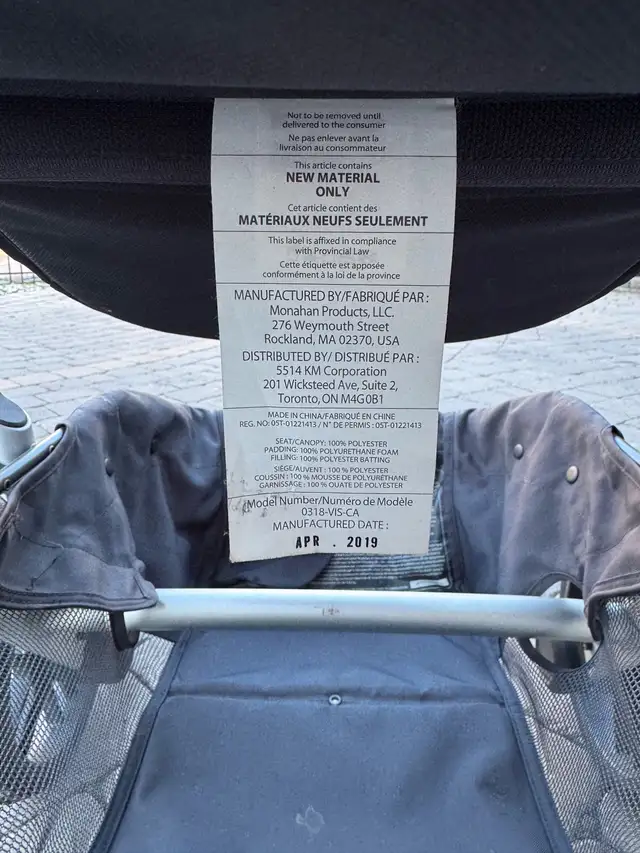 Not to be removed until
delivered to the consumer
Ne pas enlever avant la
livraison au consommateur
This article contains
NEW MATERIAL
ONLY
Cet article contient des
MATÉRIAUX NEUFS SEULEMENT
This label is affixed in compliance
with Provincial Law
Cette étiquette est apposée
conformément à la loi de la province
MANUFACTURED BY/FABRIQUÉ PAR :
Monahan Products, LLC.
276 Weymouth Street
Rockland, MA 02370, USA
DISTRIBUTED BY/ DISTRIBUÉ PAR :
5514 KM Corporation
201 Wicksteed Ave, Suite 2,
Toronto, ON M4G0B1
MADE IN CHINA/FABRIQUÉ EN CHINE
REG. NO: 05T-01221413 / N° DE PERMIS : 05T-01221413
SEAT/CANOPY: 100% POLYESTER
PADDING: 100% POLYURETHANE FOAM
FILLING: 100% POLYESTER BATTING
SIÈGE/AUVENT : 100 % POLYESTER
COUSSIN : 100 % MOUSSE DE POLYURÉTHANE
GARNISSAGE : 100 % OUATE DE POLYESTER
Model Number/Numéro de Modèle
0318-VIS-CA
MANUFACTURED DATE :
APR . 2019